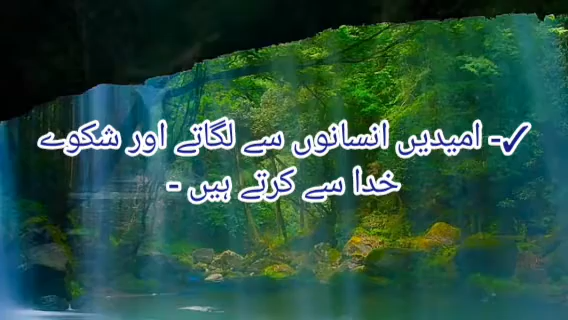 ✓- امیدیں انسانوں سے لگاتے اور شکوے
خدا سے کرتے ہیں -